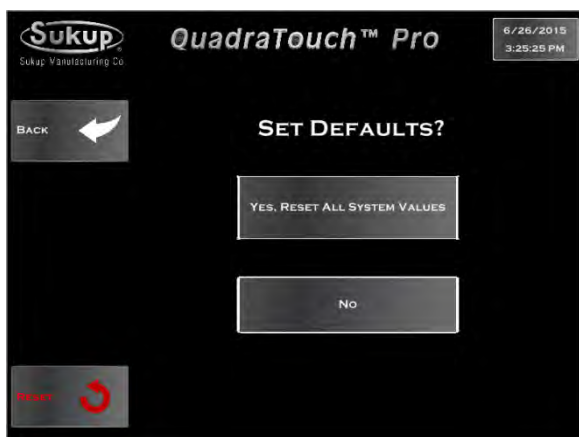 Sukup
Sukup Manufacturing Co
QuadraTouch™ Pro
6/26/2015
3:25:25 PM
BACK
SET DEFAULTS?
YES, RESET ALL SYSTEM VALUES
NO
RESET